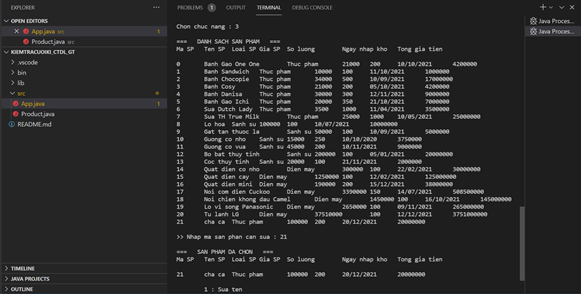 EXPLORER
OPEN EDITORS
App.java 1
Product.java
KIEMTRACUOIKI_CTDL_GT
.vscode
bin
lib
src
App.java 1
Product.java
README.md
TIMELINE
JAVA PROJECTS
OUTLINE
PROBLEMS 1 OUTPUT TERMINAL DEBUG CONSOLE
Java Proces...
Java Proces...
Chon chuc nang : 3
=== DANH SACH SAN PHAM ===
Ma SP Ten SP Loai SP Gia SP So luong Ngay nhap kho Tong gia tien
0 Banh Gao One One Thuc pham 21000 200 10/10/2021 4200000
1 Banh Sandwich Thuc pham 10000 100 11/10/2021 1000000
2 Banh Chocopie Thuc pham 34000 500 10/09/2021 17000000
3 Banh Cosy Thuc pham 21000 200 05/10/2021 4200000
4 Banh Danisa Thuc pham 30000 300 12/11/2021 9000000
5 Banh Gao Ichi Thuc pham 20000 350 23/10/2021 7000000
6 Sua Dutch Lady Thuc pham 3500 1000 11/04/2021 3500000
7 Sua TH True Milk Thuc pham 25000 1000 10/05/2021 25000000
8 Lo hoa Sanh su 100000 100 10/07/2021 10000000
9 Gat tan thuoc la Sanh su 50000 100 10/09/2021 5000000
10 Guong co nho Sanh su 15000 250 10/10/2020 3750000
11 Guong co vua Sanh su 45000 200 10/11/2021 9000000
12 Bo bat thuy tinh Sanh su 200000 100 05/01/2021 20000000
13 Coc thuy tinh Sanh su 20000 100 21/11/2021 2000000
14 Quat dien co nho Dien may 300000 100 22/02/2021 30000000
15 Quat dien cay Dien may 1250000 100 12/02/2021 125000000
16 Quat dien mini Dien may 190000 200 15/12/2021 38000000
17 Noi com dien Cuckoo Dien may 3390000 150 14/07/2021 508500000
18 Noi chien khong dau Camel Dien may 1450000 100 16/10/2021 145000000
19 Lo vi song Panasonic Dien may 2650000 100 09/11/2021 265000000
20 Tu lanh LG Dien may 37510000 100 12/12/2021 3751000000
21 cha ca Thuc pham 100000 200 20/12/2021 20000000
>> Nhap ma san phan can sua : 21
=== SAN PHAM DA CHON ===
Ma SP Ten SP Loai SP Gia SP So luong Ngay nhap kho Tong gia tien
21 cha ca Thuc pham 100000 200 20/12/2021 20000000
1 : Sua ten